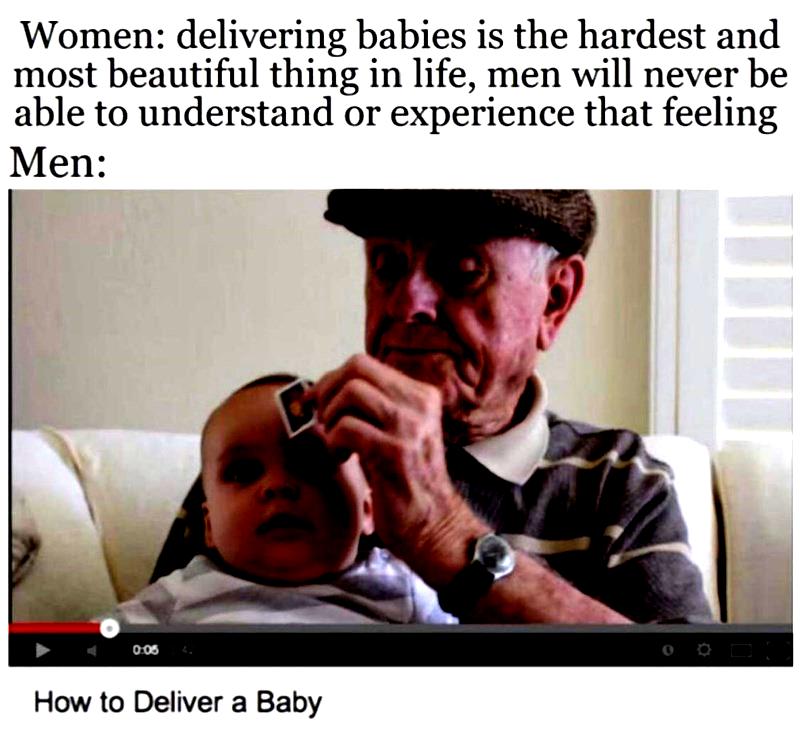 Women: delivering babies is the hardest and
most beautiful thing in life, men will never be
able to understand or experience that feeling
Men:
0:05
How to Deliver a Baby